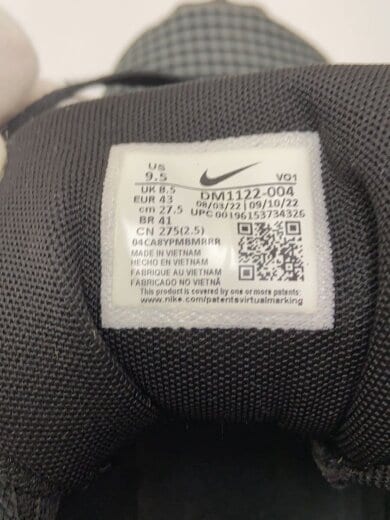 US
9.5
VO1
UK 8.5
DM1122-004
EUR 43
08/03/22 | 09/10/22
cm 27.5
UPC 00196153734326
BR 41
CN 275(2.5)
04CA8YPMBMRRR
MADE IN VIETNAM
HECHO EN VIETNAM
FABRIQUE AU VIETNAM
FABRICADO NO VIETNÃ
This product is covered by one or more patents.
www.nike.com/patentsvirtualmarking